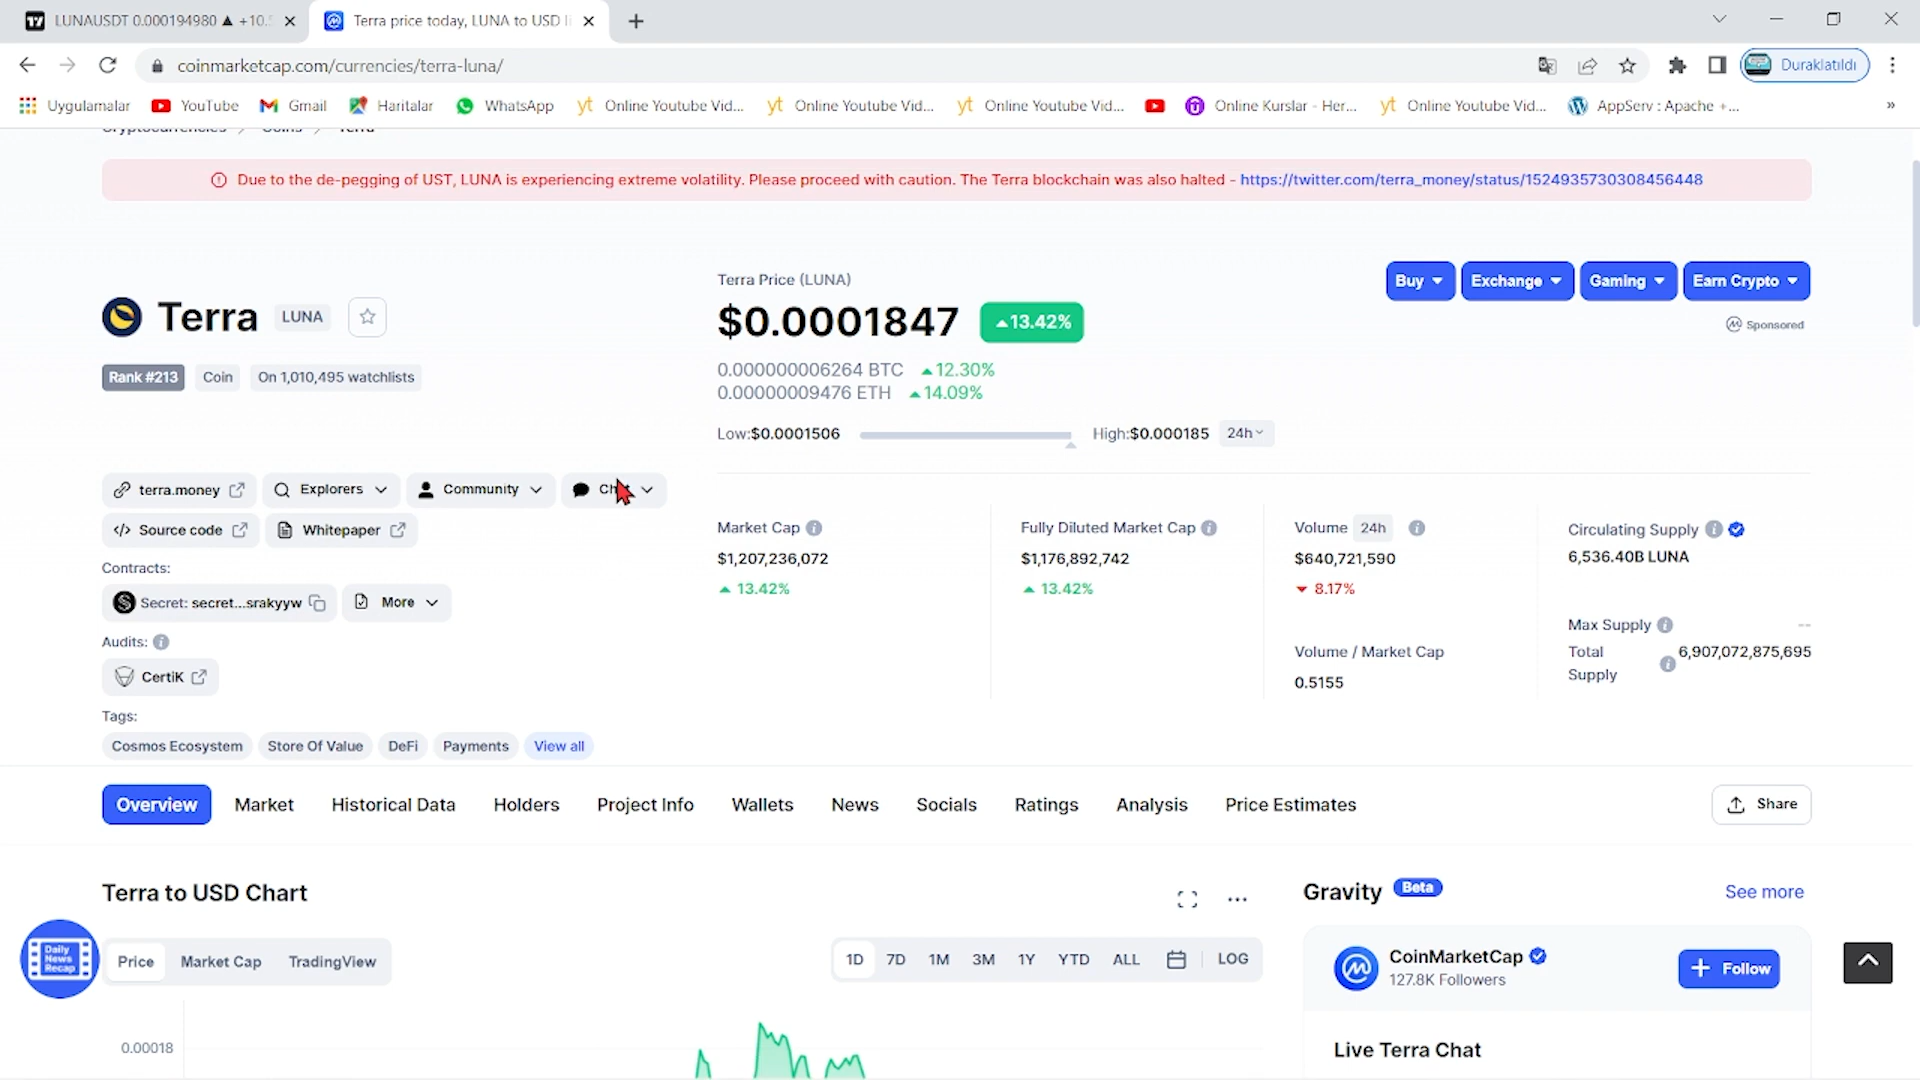 LUNAUSDT 0.000194980 ▲ +10.5
Terra price today, LUNA to USD li
coinmarketcap.com/currencies/terra-luna/
Duraklatıldı
Uygulamalar
YouTube
Gmail
Haritalar
WhatsApp
Online Youtube Vid...
Online Youtube Vid...
Online Youtube Vid...
Online Kurslar - Her...
Online Youtube Vid...
AppServ : Apache +...
Cryptocurrencies > Coins > Terra
Due to the de-pegging of UST, LUNA is experiencing extreme volatility. Please proceed with caution. The Terra blockchain was also halted - https://twitter.com/terra_money/status/1524935730308456448
Terra LUNA
Rank #213
Coin
On 1,010,495 watchlists
terra.money
Explorers
Community
Source code
Whitepaper
Contracts:
Secret: secret...srakyyw
More
Audits:
CertiK
Tags:
Cosmos Ecosystem
Store Of Value
DeFi
Payments
View all
Terra Price (LUNA)
$0.0001847
▲13.42%
0.000000006264 BTC ▲12.30%
0.00000009476 ETH ▲14.09%
Low:$0.0001506
High:$0.000185
24h
Buy
Exchange
Gaming
Earn Crypto
Sponsored
Market Cap
$1,207,236,072
▲ 13.42%
Fully Diluted Market Cap
$1,176,892,742
▲ 13.42%
Volume 24h
$640,721,590
▼ 8.17%
Volume / Market Cap
0.5155
Circulating Supply
6,536.40B LUNA
Max Supply --
Total Supply
6,907,072,875,695
Overview
Market
Historical Data
Holders
Project Info
Wallets
News
Socials
Ratings
Analysis
Price Estimates
Share
Terra to USD Chart
Price
Market Cap
TradingView
1D
7D
1M
3M
1Y
YTD
ALL
LOG
0.00018
Daily
News
Recap
Gravity Beta
See more
CoinMarketCap
127.8K Followers
+ Follow
Live Terra Chat